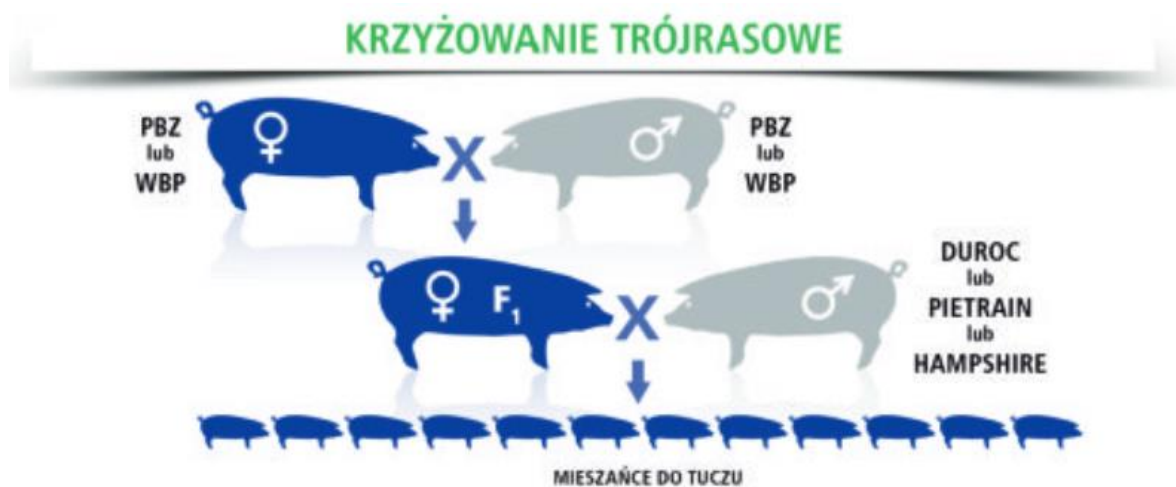 KRZYŻOWANIE TRÓJRASOWE
PBZ
lub
WBP
♀
X
♂
PBZ
lub
WBP
♀ F1
X
♂
DUROC
lub
PIETRAIN
lub
HAMPSHIRE
MIESZAŃCE DO TUCZU